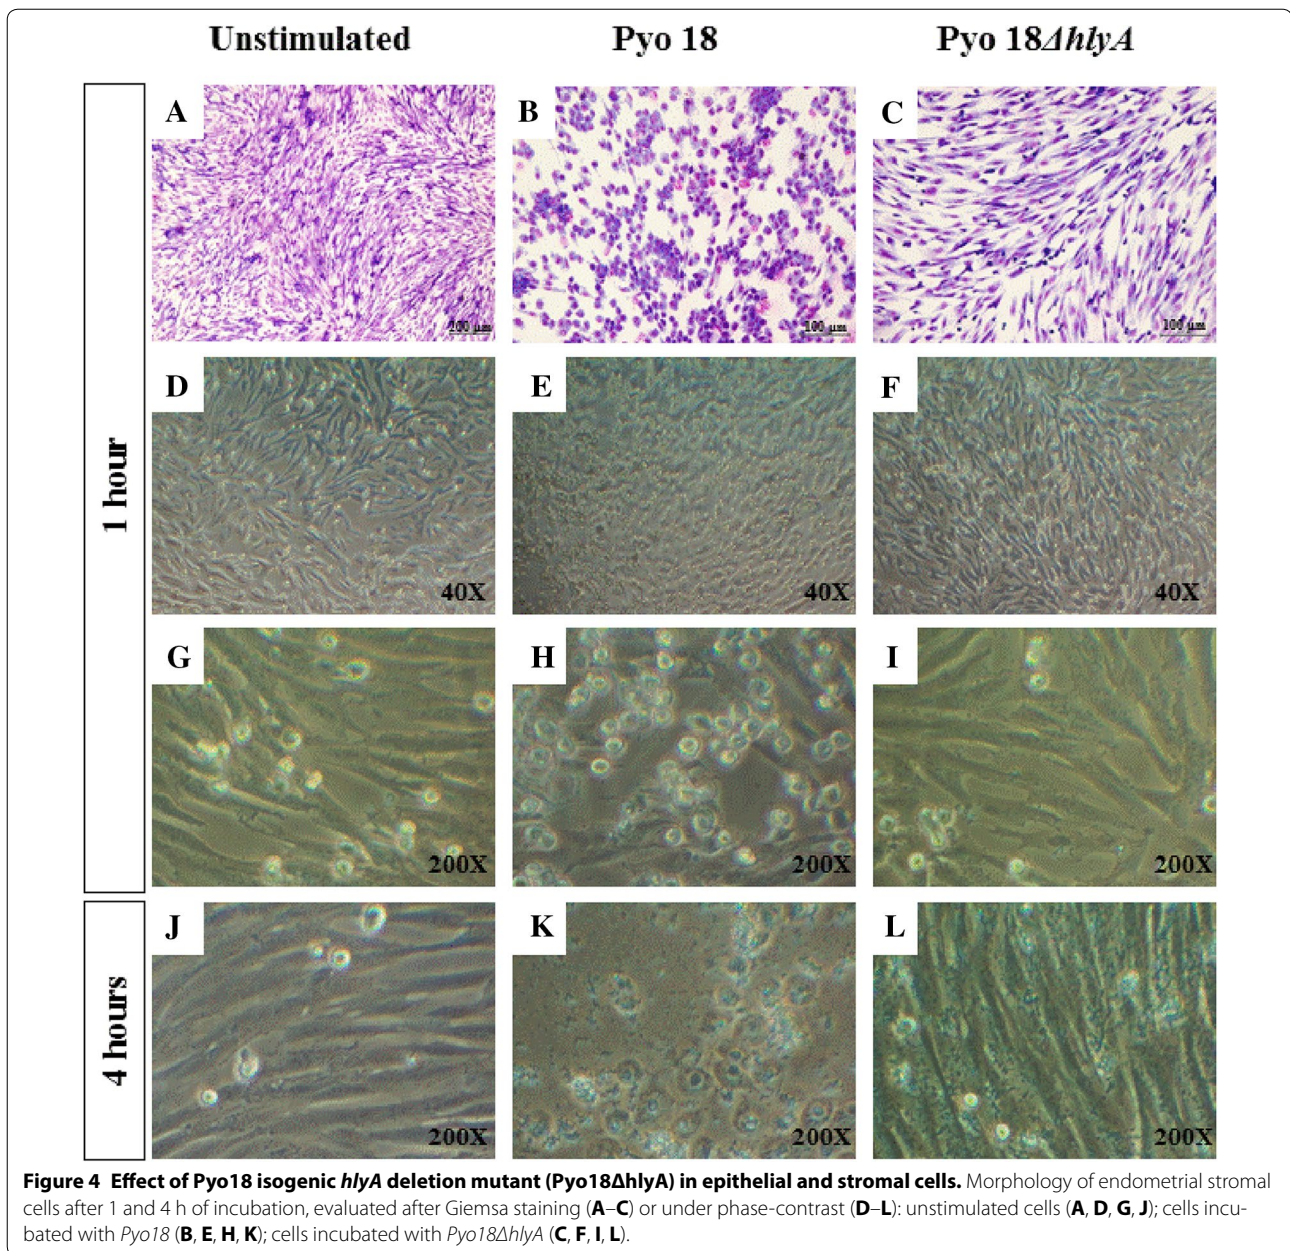 Unstimulated Pyo 18 Pyo 18ΔhlyA
1 hour
A B C
200 µm 100 µm 100 µm
D E F
40X 40X 40X
G H I
200X 200X 200X
4 hours
J K L
200X 200X 200X
Figure 4 Effect of Pyo18 isogenic hlyA deletion mutant (Pyo18ΔhlyA) in epithelial and stromal cells. Morphology of endometrial stromal
cells after 1 and 4 h of incubation, evaluated after Giemsa staining (A–C) or under phase-contrast (D–L): unstimulated cells (A, D, G, J); cells incu-
bated with Pyo18 (B, E, H, K); cells incubated with Pyo18ΔhlyA (C, F, I, L).